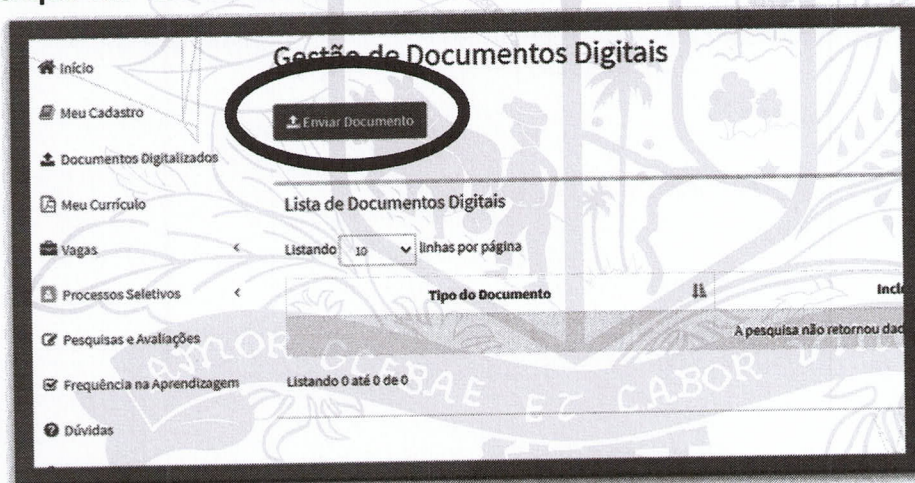 Início
Meu Cadastro
Documentos Digitalizados
Meu Currículo
Vagas
Processos Seletivos
Pesquisas e Avaliações
Frequência na Aprendizagem
Dúvidas
Gestão de Documentos Digitais
Enviar Documento
Lista de Documentos Digitais
Listando 10 linhas por página
Tipo do Documento
A pesquisa não retornou
Listando 0 até 0 de 0